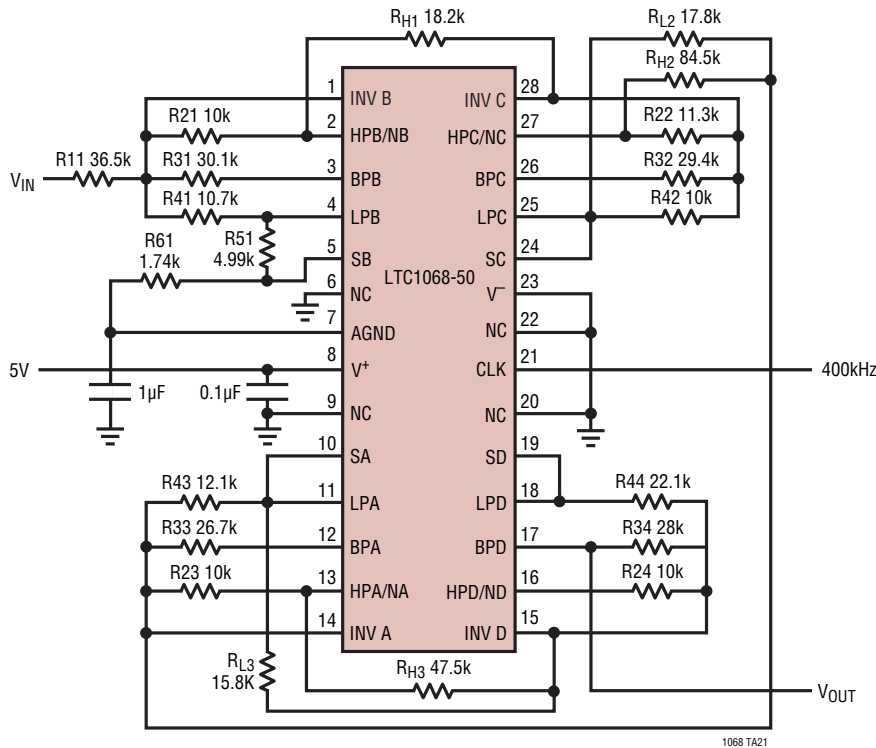 RH1 18.2k
RL2 17.8k
RH2 84.5k
1 INV B
INV C 28
R21 10k
2 HPB/NB
HPC/NC 27
R22 11.3k
R11 36.5k
VIN
R31 30.1k
3 BPB
BPC 26
R32 29.4k
R41 10.7k
4 LPB
LPC 25
R42 10k
R61
1.74k
R51
4.99k
5 SB
SC 24
LTC1068-50
6 NC
V– 23
7 AGND
NC 22
5V
8 V+
CLK 21
400kHz
1µF
0.1µF
9 NC
NC 20
10 SA
SD 19
R43 12.1k
11 LPA
LPD 18
R44 22.1k
R33 26.7k
12 BPA
BPD 17
R34 28k
R23 10k
13 HPA/NA
HPD/ND 16
R24 10k
14 INV A
INV D 15
RL3
15.8K
RH3 47.5k
VOUT
1068 TA21